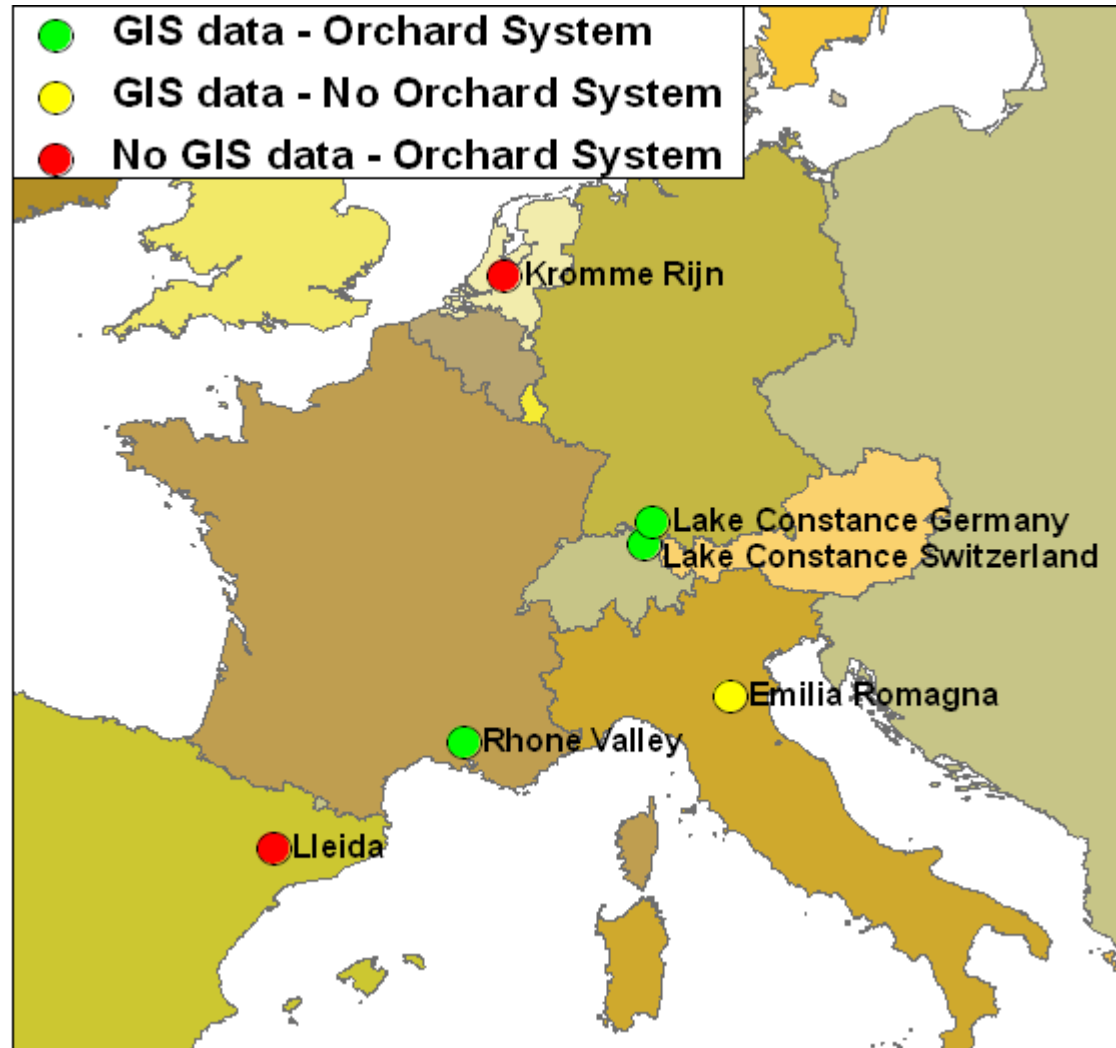 GIS data - Orchard System
GIS data - No Orchard System
No GIS data - Orchard System
Kromme Rijn
Lake Constance Germany
Lake Constance Switzerland
Emilia Romagna
Rhone Valley
Lleida